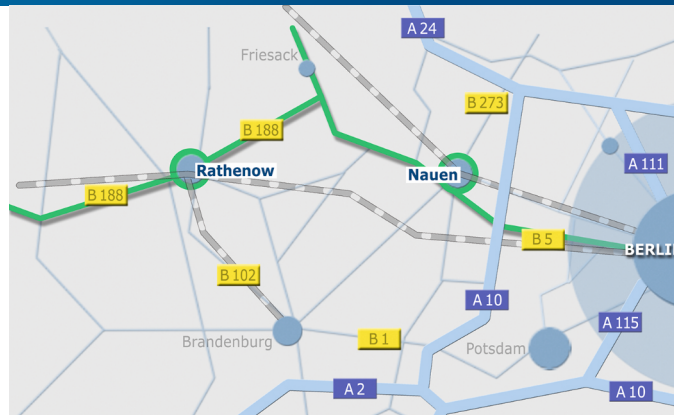 A 24
Friesack
B 273
B 188
A 111
Rathenow
Nauen
B 188
B 5
BERLI
B 102
A 10
A 115
Brandenburg
B 1
Potsdam
A 2
A 10